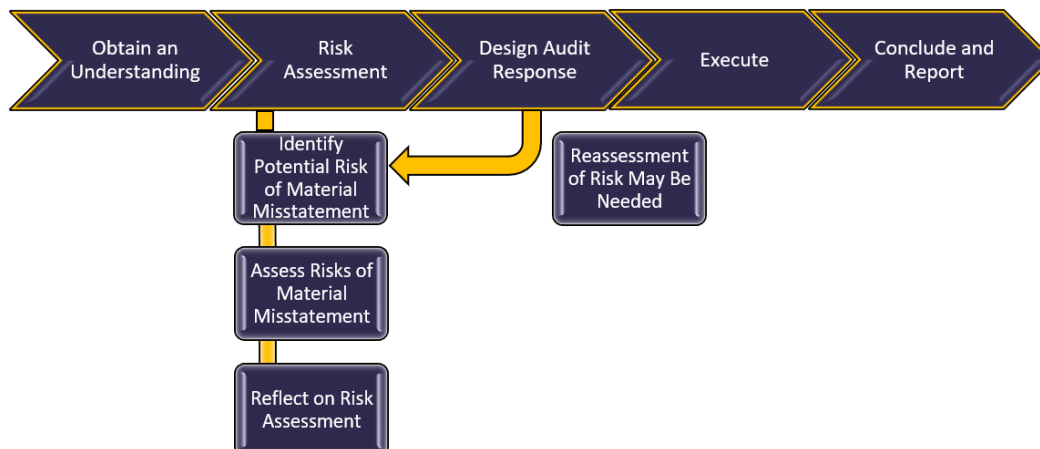 Obtain an
Understanding
Risk
Assessment
Design Audit
Response
Execute
Conclude and
Report
Identify
Potential Risk
of Material
Misstatement
Reassessment
of Risk May Be
Needed
Assess Risks of
Material
Misstatement
Reflect on Risk
Assessment